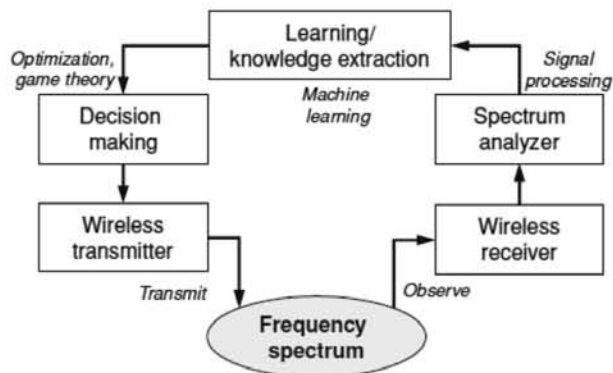 Learning/
knowledge extraction
Optimization,
game theory
Signal
processing
Machine
learning
Decision
making
Spectrum
analyzer
Wireless
transmitter
Wireless
receiver
Transmit
Observe
Frequency
spectrum